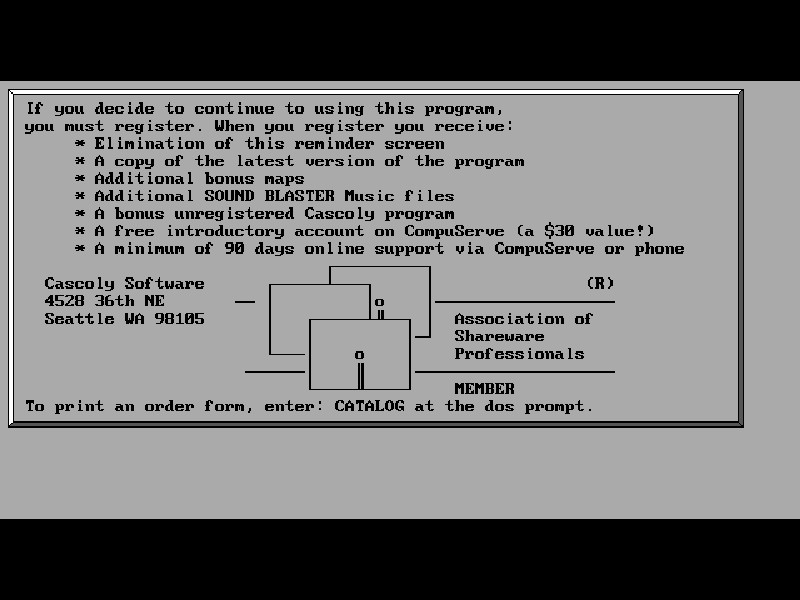 If you decide to continue to using this program,
you must register. When you register you receive:
* Elimination of this reminder screen
* A copy of the latest version of the program
* Additional bonus maps
* Additional SOUND BLASTER Music files
* A bonus unregistered Cascoly program
* A free introductory account on CompuServe (a $30 value!)
* A minimum of 90 days online support via CompuServe or phone
Cascoly Software
4528 36th NE
Seattle WA 98105
(R)
Association of
Shareware
Professionals
MEMBER
To print an order form, enter: CATALOG at the dos prompt.